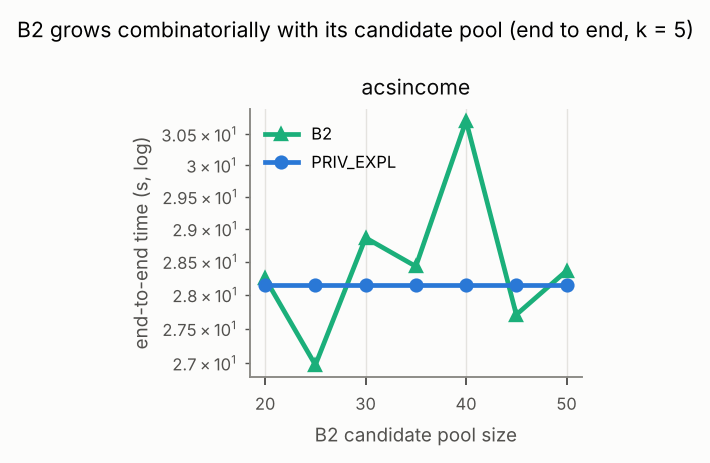 B2 grows combinatorially with its candidate pool (end to end, k = 5)
acsincome
end-to-end time (s, log)
3.05 × 10¹
3 × 10¹
2.95 × 10¹
2.9 × 10¹
2.85 × 10¹
2.8 × 10¹
2.75 × 10¹
2.7 × 10¹
B2
PRIV_EXPL
20 30 40 50
B2 candidate pool size